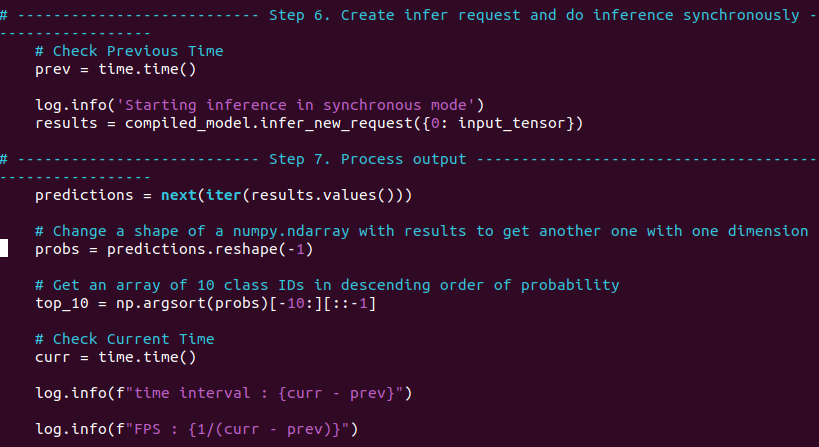 # --------------------------- Step 6. Create infer request and do inference synchronously -
-----------------
# Check Previous Time
prev = time.time()
log.info('Starting inference in synchronous mode')
results = compiled_model.infer_new_request({0: input_tensor})
# --------------------------- Step 7. Process output --------------------------------------
-----------------
predictions = next(iter(results.values()))
# Change a shape of a numpy.ndarray with results to get another one with one dimension
probs = predictions.reshape(-1)
# Get an array of 10 class IDs in descending order of probability
top_10 = np.argsort(probs)[-10:][::-1]
# Check Current Time
curr = time.time()
log.info(f"time interval : {curr - prev}")
log.info(f"FPS : {1/(curr - prev)}")